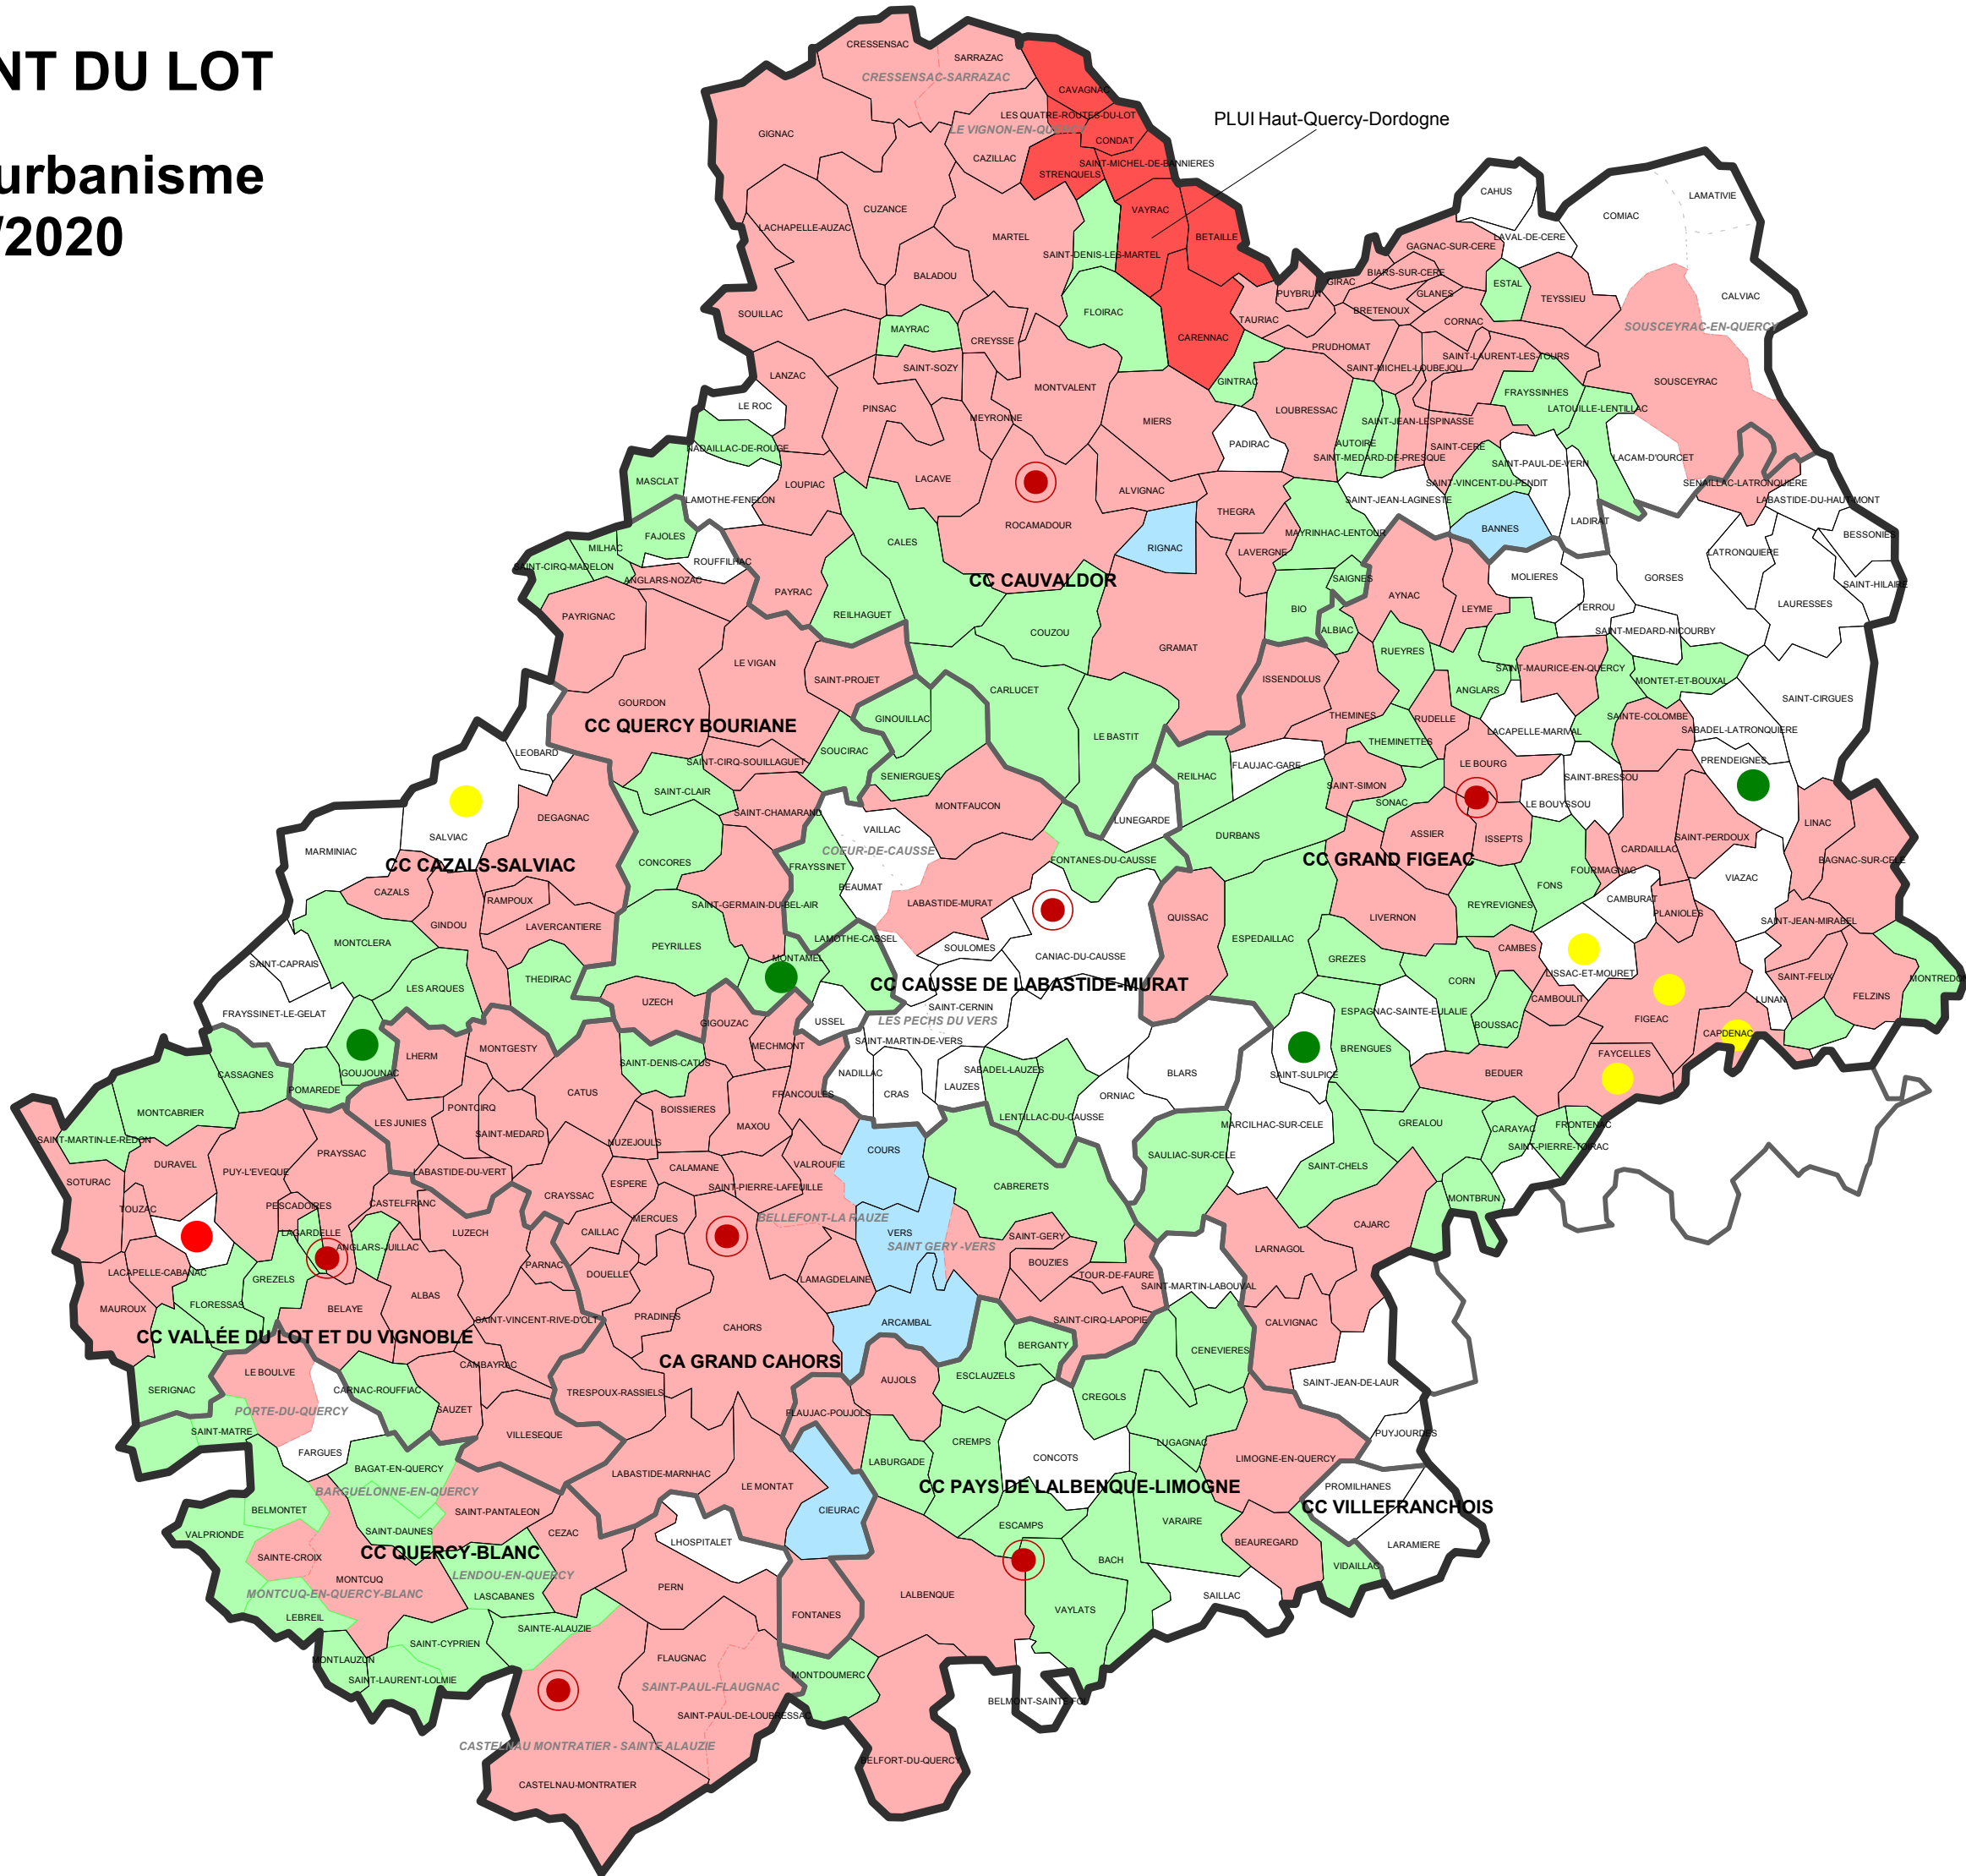 NT DU LOT
urbanisme
/2020
CRESSENSAC
SARRAZAC
CRESSENSAC-SARRAZAC
CAVAGNAC
LES QUATRE-ROUTES-DU-LOT
PLUI Haut-Quercy-Dordogne
GIGNAC
LE VIGNON-EN-QUERCY
CONDAT
CAZILLAC
SAINT-MICHEL-DE-BANNIERES
STRENQUELS
CAHUS
LAMATIVIE
COMIAC
CUZANCE
VAYRAC
LACHAPELLE-AUZAC
MARTEL
BETAILLE
LAVAL-DE-CERE
GAGNAC-SUR-CERE
SAINT-DENIS-LES-MARTEL
BALADOU
BIARS-SUR-CERE
GIRAC
ESTAL
PUYBRUN
GLANES
TEYSSIEU
CALVIAC
SOUILLAC
FLOIRAC
BRETENOUX
TAURIAC
CORNAC
SOUSCEYRAC-EN-QUERCY
MAYRAC
CREYSSE
CARENNAC
PRUDHOMAT
SAINT-LAURENT-LES-TOURS
SAINT-SOZY
SAINT-MICHEL-LOUBEJOU
LANZAC
GINTRAC
SOUSCEYRAC
MONTVALENT
FRAYSSINHES
LE ROC
PINSAC
LOUBRESSAC
LATOUILLE-LENTILLAC
MEYRONNE
MIERS
SAINT-JEAN-LESPINASSE
PADIRAC
AUTOIRE
SAINT-CERE
NADAILLAC-DE-ROUGE
SAINT-MEDARD-DE-PRESQUE
LACAM-D'OURCET
SAINT-PAUL-DE-VERN
LACAVE
MASCLAT
LOUPIAC
SAINT-VINCENT-DU-PENDIT
SENAILLAC-LATRONQUIERE
ALVIGNAC
LAMOTHE-FENELON
SAINT-JEAN-LAGINESTE
LABASTIDE-DU-HAUT-MONT
THEGRA
ROCAMADOUR
LADIRAT
BANNES
FAJOLES
MAYRINHAC-LENTOUR
BESSONIES
CALES
RIGNAC
MILHAC
LAVERGNE
LATRONQUIERE
ROUFFILHAC
SAINT-CIRQ-MADELON
ANGLARS-NOZAC
CC CAUVALDOR
SAIGNES
MOLIERES
GORSES
SAINT-HILAIRE
PAYRAC
AYNAC
LAURESSES
TERROU
BIO
LEYME
PAYRIGNAC
REILHAGUET
COUZOU
ALBIAC
SAINT-MEDARD-NICOURBY
GRAMAT
RUEYRES
LE VIGAN
SAINT-MAURICE-EN-QUERCY
SAINT-PROJET
ISSENDOLUS
MONTET-ET-BOUXAL
CARLUCET
ANGLARS
SAINT-CIRGUES
GOURDON
GINOUILLAC
THEMINES
SAINTE-COLOMBE
CC QUERCY BOURIANE
RUDELLE
LACAPELLE-MARIVAL
SABADEL-LATRONQUIERE
LE BASTIT
SOUCIRAC
THEMINETTES
LEOBARD
SAINT-CIRQ-SOUILLAGUET
PRENDEIGNES
FLAUJAC-GARE
LE BOURG
SENIERGUES
REILHAC
SAINT-BRESSOU
SAINT-CLAIR
SAINT-SIMON
MONTFAUCON
SONAC
LE BOUYSSOU
SAINT-CHAMARAND
DEGAGNAC
LUNEGARDE
LINAC
VAILLAC
DURBANS
ASSIER
SAINT-PERDOUX
SALVIAC
ISSEPTS
MARMINIAC
COEUR-DE-CAUSSE
CARDAILLAC
CC CAZALS-SALVIAC
CONCORES
FRAYSSINET
FONTANES-DU-CAUSSE
CC GRAND FIGEAC
BAGNAC-SUR-CELE
FOURMAGNAC
VIAZAC
FONS
BEAUMAT
CAZALS
RAMPOUX
CAMBURAT
LABASTIDE-MURAT
SAINT-GERMAIN-DU-BEL-AIR
REYREVIGNES
PLANIOLES
GINDOU
LAVERCANTIERE
QUISSAC
LIVERNON
SAINT-JEAN-MIRABEL
MONTCLERA
ESPEDAILLAC
LAMOTHE-CASSEL
PEYRILLES
SOULOMES
CAMBES
SAINT-CAPRAIS
CANIAC-DU-CAUSSE
GREZES
MONTAMEL
LISSAC-ET-MOURET
SAINT-FELIX
MONTREDON
THEDIRAC
CORN
LES ARQUES
CC CAUSSE DE LABASTIDE-MURAT
FELZINS
CAMBOULIT
LUNAN
UZECH
SAINT-CERNIN
ESPAGNAC-SAINTE-EULALIE
FRAYSSINET-LE-GELAT
LES PECHS DU VERS
USSEL
FIGEAC
GIGOUZAC
BOUSSAC
CAPDENAC
SAINT-MARTIN-DE-VERS
MECHMONT
MONTGESTY
BRENGUES
LHERM
FAYCELLES
SAINT-DENIS-CATUS
GOUJOUNAC
SABADEL-LAUZES
NADILLAC
BLARS
SAINT-SULPICE
BEDUER
CASSAGNES
LAUZES
POMAREDE
CATUS
CRAS
FRANCOULES
ORNIAC
PONTCIRQ
BOISSIERES
MONTCABRIER
LENTILLAC-DU-CAUSSE
LES JUNIES
MARCILHAC-SUR-CELE
GREALOU
FRONTENAC
MAXOU
CARAYAC
SAINT-MEDARD
SAINT-MARTIN-LE-REDON
NUZEJOULS
SAINT-PIERRE-TOIRAC
COURS
PRAYSSAC
SAULIAC-SUR-CELE
DURAVEL
VALROUFIE
SAINT-CHELS
CALAMANE
PUY-L'EVEQUE
LABASTIDE-DU-VERT
SOTURAC
ESPERE
SAINT-PIERRE-LAFEUILLE
CABRERETS
CRAYSSAC
MONTBRUN
CASTELFRANC
PESCADOIRES
TOUZAC
MERCUES
BELLEFONT-LA RAUZE
CAJARC
LAGARDELLE
LUZECH
CAILLAC
VERS
SAINT-GERY
ANGLARS-JUILLAC
SAINT GERY -VERS
LARNAGOL
BOUZIES
PARNAC
LACAPELLE-CABANAC
DOUELLE
TOUR-DE-FAURE
GREZELS
LAMAGDELAINE
SAINT-MARTIN-LABOUVAL
ALBAS
FLORESSAS
MAUROUX
BELAYE
PRADINES
SAINT-VINCENT-RIVE-D'OLT
SAINT-CIRQ-LAPOPIE
ARCAMBAL
CALVIGNAC
CAHORS
CC VALLÉE DU LOT ET DU VIGNOBLE
BERGANTY
CENEVIERES
CA GRAND CAHORS
CAMBAYRAC
LE BOULVE
ESCLAUZELS
AUJOLS
SAINT-JEAN-DE-LAUR
SERIGNAC
CARNAC-ROUFFIAC
TRESPOUX-RASSIELS
CREGOLS
PORTE-DU-QUERCY
SAUZET
FLAUJAC-POUJOLS
SAINT-MATRE
PUYJOURDES
VILLESEQUE
CREMPS
LUGAGNAC
FARGUES
CONCOTS
LIMOGNE-EN-QUERCY
LABURGADE
BAGAT-EN-QUERCY
LABASTIDE-MARNHAC
LE MONTAT
CC PAYS DE LALBENQUE-LIMOGNE
PROMILHANES
BARGUELONNE-EN-QUERCY
CC VILLEFRANCHOIS
BELMONTET
SAINT-PANTALEON
CIEURAC
VARAIRE
ESCAMPS
VALPRIONDE
SAINT-DAUNES
CEZAC
LHOSPITALET
BEAUREGARD
LARAMIERE
CC QUERCY-BLANC
SAINTE-CROIX
BACH
VIDAILLAC
LENDOU-EN-QUERCY
MONTCUQ
PERN
MONTCUQ-EN-QUERCY-BLANC
LASCABANES
LALBENQUE
SAILLAC
VAYLATS
LEBREIL
FONTANES
SAINTE-ALAUZIE
SAINT-CYPRIEN
MONTLAUZUN
FLAUGNAC
MONTDOUMERC
SAINT-LAURENT-LOLMIE
SAINT-PAUL-FLAUGNAC
BELMONT-SAINTE-FOI
SAINT-PAUL-DE-LOUBRESSAC
CASTELNAU MONTRATIER - SAINTE ALAUZIE
BELFORT-DU-QUERCY
CASTELNAU-MONTRATIER